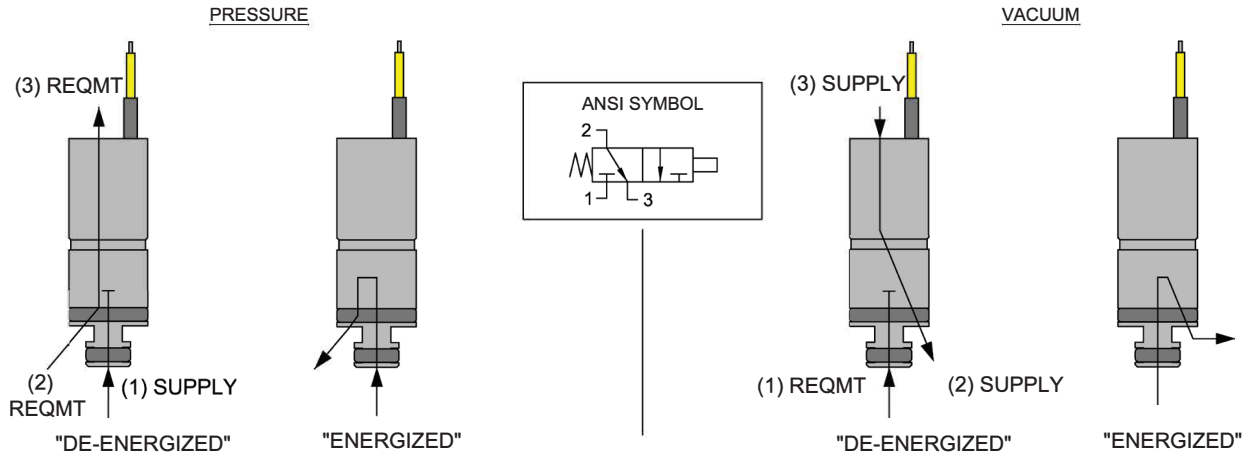 PRESSURE
VACUUM
(3) REQMT
ANSI SYMBOL
2
1
3
(3) SUPPLY
(2)
REQMT
(1) SUPPLY
(1) REQMT
(2) SUPPLY
"DE-ENERGIZED"
"ENERGIZED"
"DE-ENERGIZED"
"ENERGIZED"